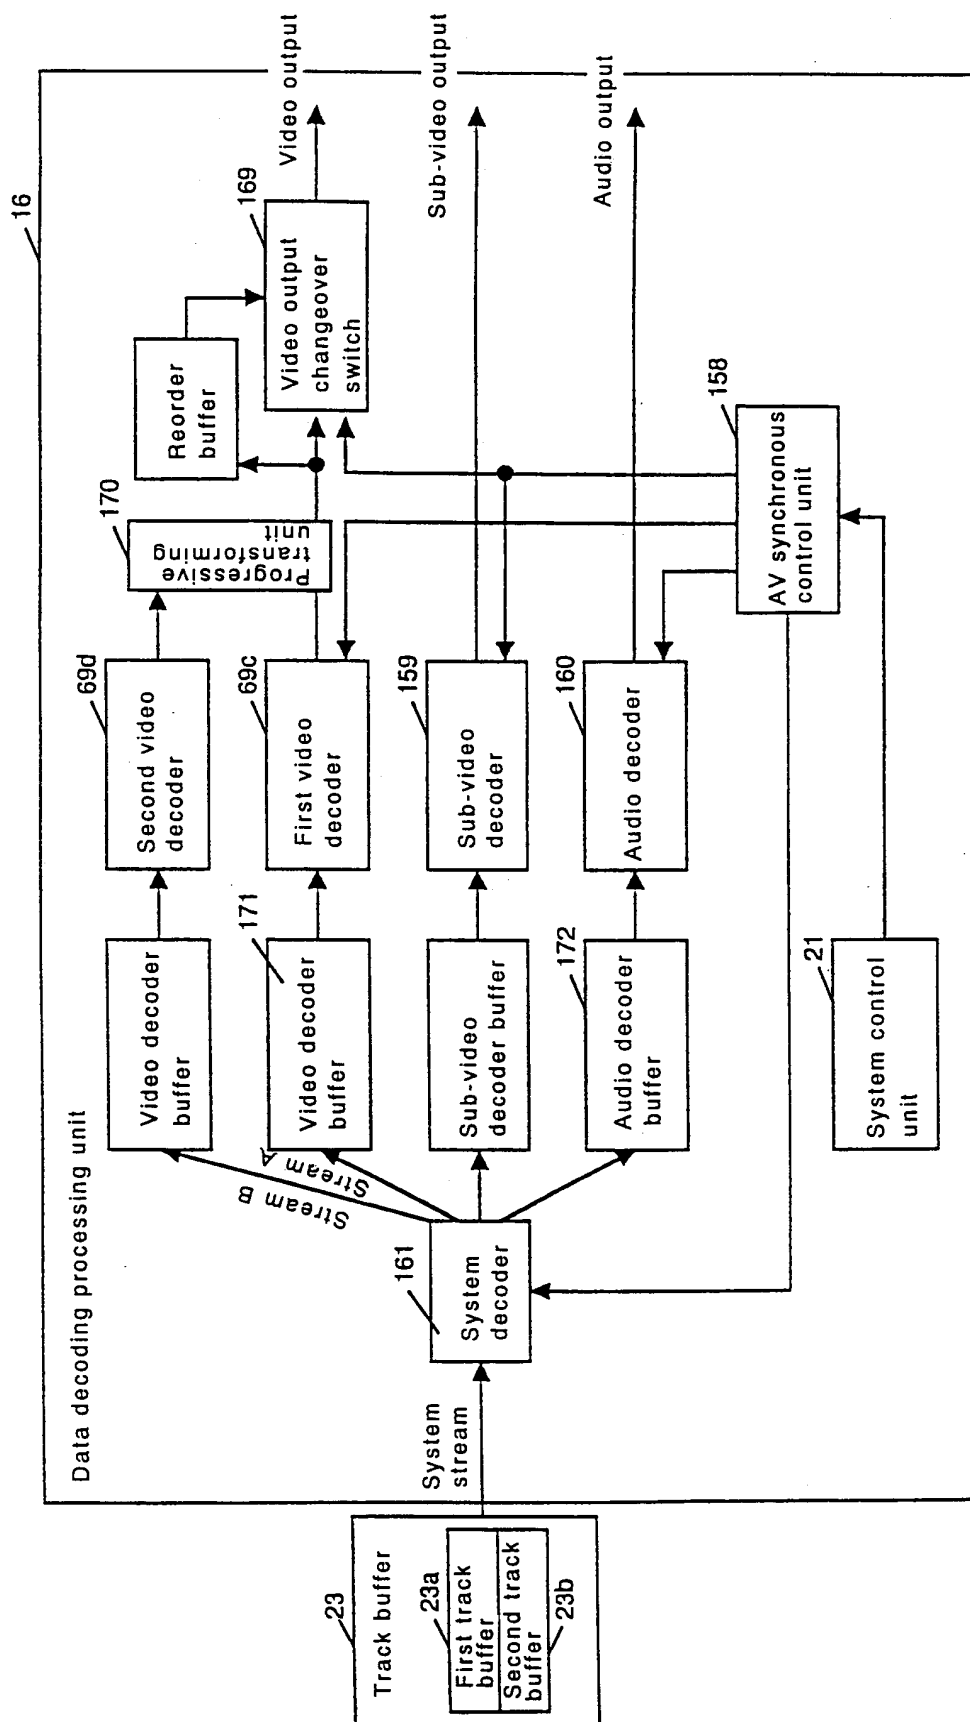 16
Data decoding processing unit
23
Track buffer
23a
First track
buffer
Second track
buffer
23b
System
stream
161
System
decoder
Stream B
Stream A
Video decoder
buffer
171
Video decoder
buffer
Sub-video
decoder buffer
172
Audio decoder
buffer
21
System control
unit
69d
Second video
decoder
69c
First video
decoder
159
Sub-video
decoder
160
Audio decoder
158
AV synchronous
control unit
170
Progressive
transforming
unit
Reorder
buffer
169
Video output
changeover
switch
Video output
Sub-video output
Audio output